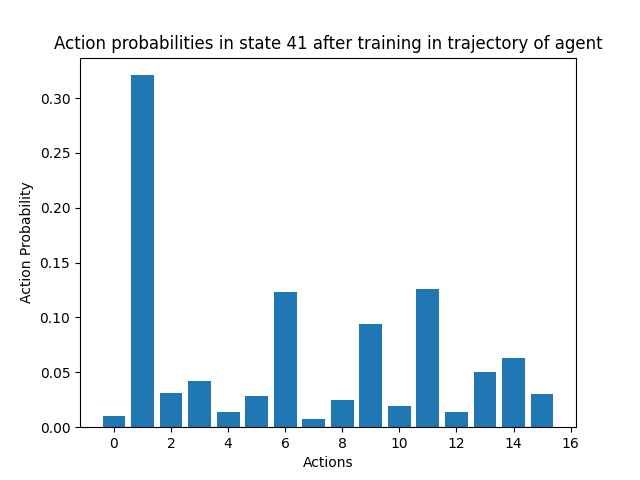 Action probabilities in state 41 after training in trajectory of agent
0.30
0.25
0.20
0.15
0.10
0.05
0.00
Action Probability
0 2 4 6 8 10 12 14 16
Actions